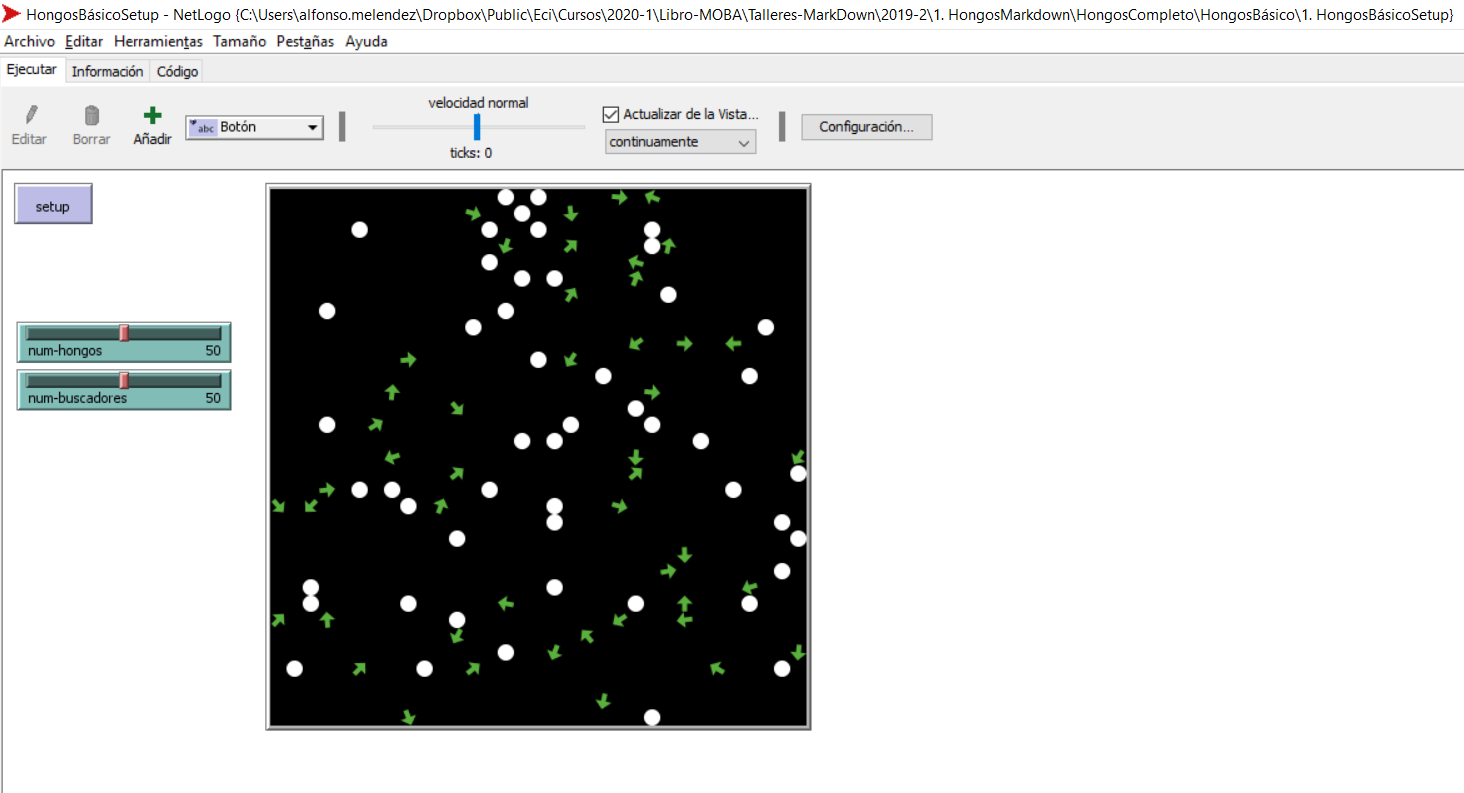 HongosBásicoSetup - NetLogo {C:\Users\alfonso.melendez\Dropbox\Public\Eci\Cursos\2020-1\Libro-MOBA\Talleres-MarkDown\2019-2\1. HongosMarkdown\HongosCompleto\HongosBásico\1. HongosBásicoSetup}
Archivo Editar Herramientas Tamaño Pestañas Ayuda
Ejecutar Información Código
velocidad normal
Actualizar de la Vista...
Editar Borrar Añadir
abc Botón
ticks: 0
continuamente
Configuración...
setup
num-hongos 50
num-buscadores 50